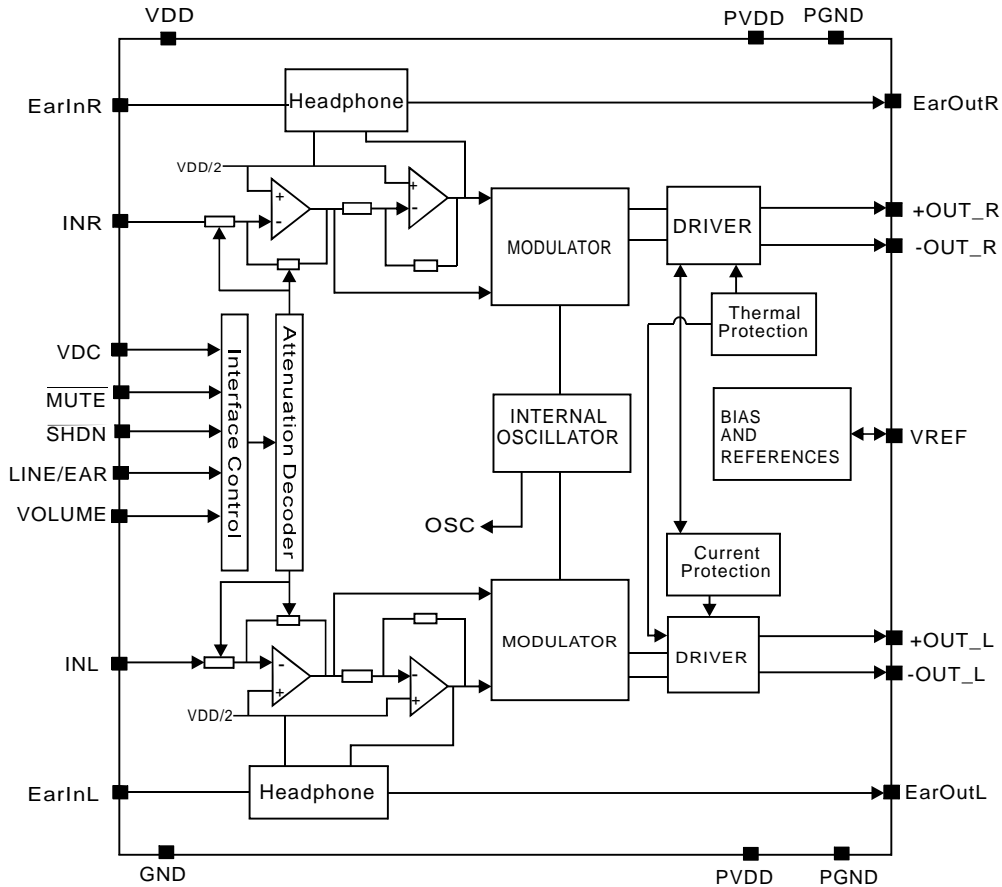 VDD
PVDD
PGND
EarInR
Headphone
EarOutR
VDD/2
+
-
+
-
INR
MODULATOR
DRIVER
+OUT_R
-OUT_R
Thermal
Protection
VDC
MUTE
SHDN
LINE/EAR
VOLUME
Interface Control
Attenuation Decoder
INTERNAL
OSCILLATOR
OSC
BIAS
AND
REFERENCES
VREF
Current
Protection
INL
-
+
-
+
VDD/2
MODULATOR
DRIVER
+OUT_L
-OUT_L
EarInL
Headphone
EarOutL
GND
PVDD
PGND